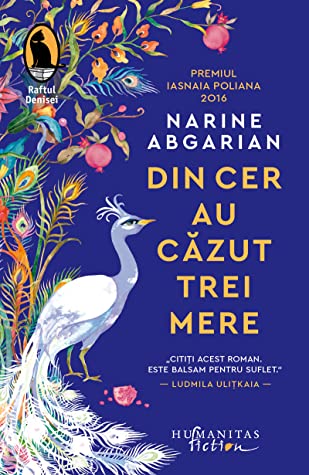 Raftul
Denisei
PREMIUL
IASNAIA POLIANA
2016
NARINE
ABGARIAN
DIN CER
AU
CĂZUT
TREI
MERE
„CITIȚI ACEST ROMAN.
ESTE BALSAM PENTRU SUFLET.“
— LUDMILA ULIȚKAIA —
HUMANITAS
fiction